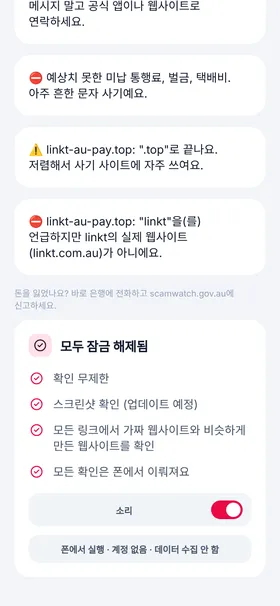 메시지 말고 공식 앱이나 웹사이트로
연락하세요.
⛔ 예상치 못한 미납 통행료, 벌금, 택배비.
아주 흔한 문자 사기예요.
⚠️ linkt-au-pay.top: ".top"로 끝나요.
저렴해서 사기 사이트에 자주 쓰여요.
⛔ linkt-au-pay.top: "linkt"을(를)
언급하지만 linkt의 실제 웹사이트
(linkt.com.au)가 아니에요.
돈을 잃었나요? 바로 은행에 전화하고 scamwatch.gov.au에
신고하세요.
모두 잠금 해제됨
확인 무제한
스크린샷 확인 (업데이트 예정)
모든 링크에서 가짜 웹사이트와 비슷하게
만든 웹사이트를 확인
모든 확인은 폰에서 이뤄져요
소리
폰에서 실행 · 계정 없음 · 데이터 수집 안 함